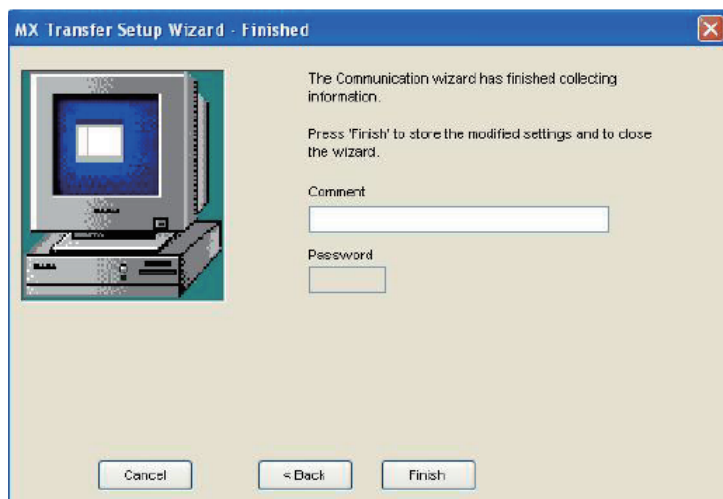 MX Transfer Setup Wizard - Finished
The Communication wizard has finished collecting
information.
Press 'Finish' to store the modified settings and to close
the wizard.
Comment
Password
Cancel
< Back
Finish